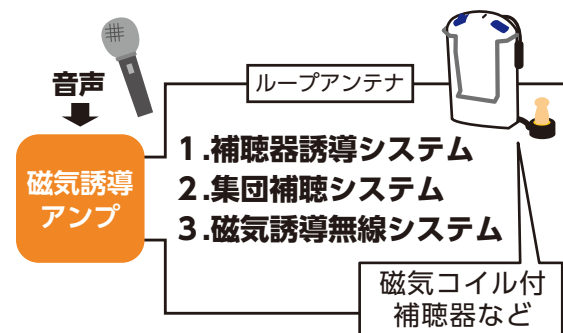 音声
ループアンテナ
磁気誘導
アンプ
１.補聴器誘導システム
２.集団補聴システム
３.磁気誘導無線システム
磁気コイル付
補聴器など